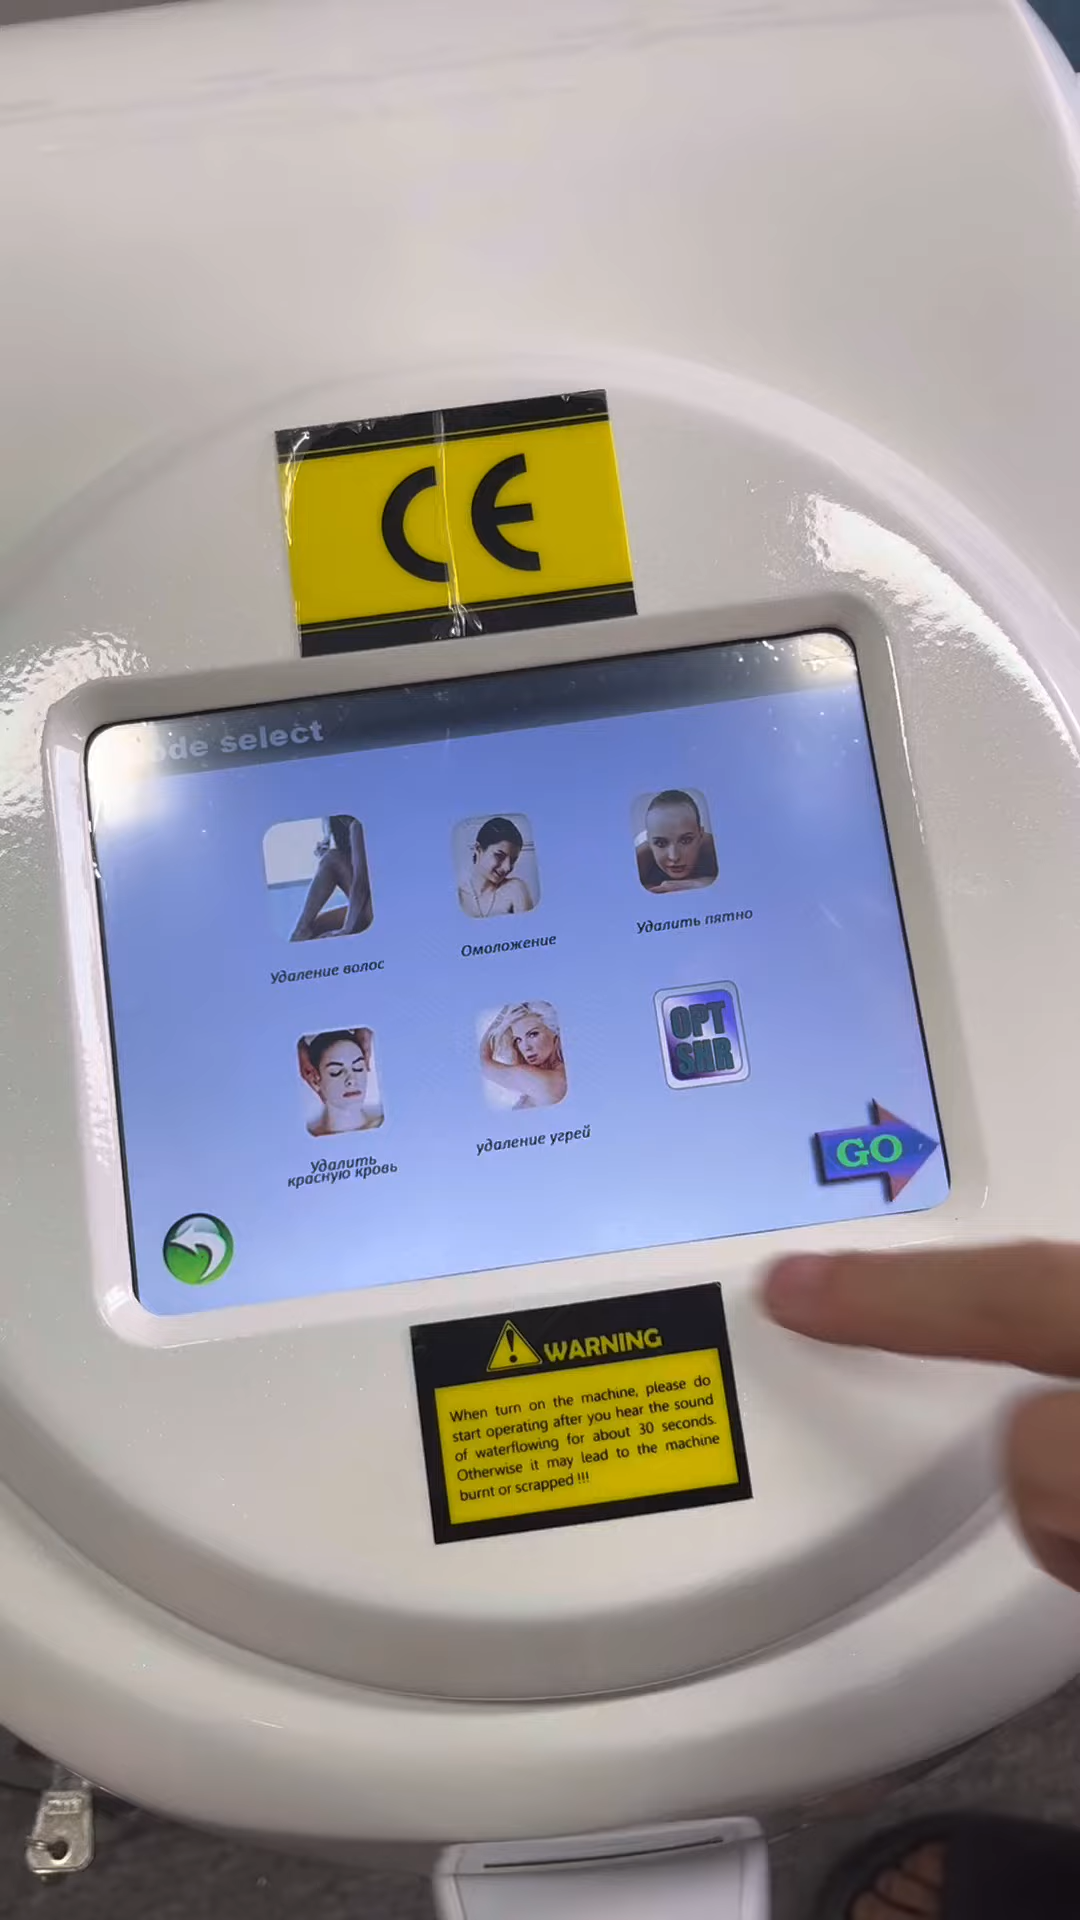 CE
ode select
Удаление волос
Омоложение
Удалить пятно
Удалить
красную кровь
удаление угрей
OPT
SHR
GO
WARNING
When turn on the machine, please do
start operating after you hear the sound
of waterflowing for about 30 seconds.
Otherwise it may lead to the machine
burnt or scrapped !!!